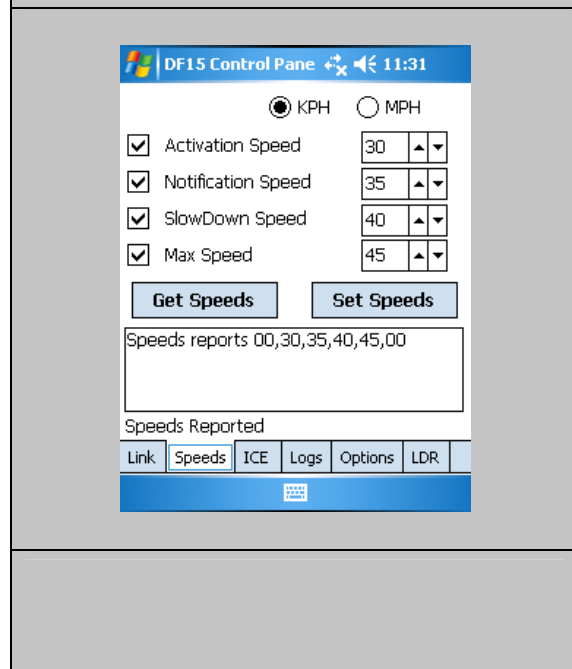 DF15 Control Pane 11:31
KPH MPH
Activation Speed 30
Notification Speed 35
SlowDown Speed 40
Max Speed 45
Get Speeds Set Speeds
Speeds reports 00,30,35,40,45,00
Speeds Reported
Link Speeds ICE Logs Options LDR